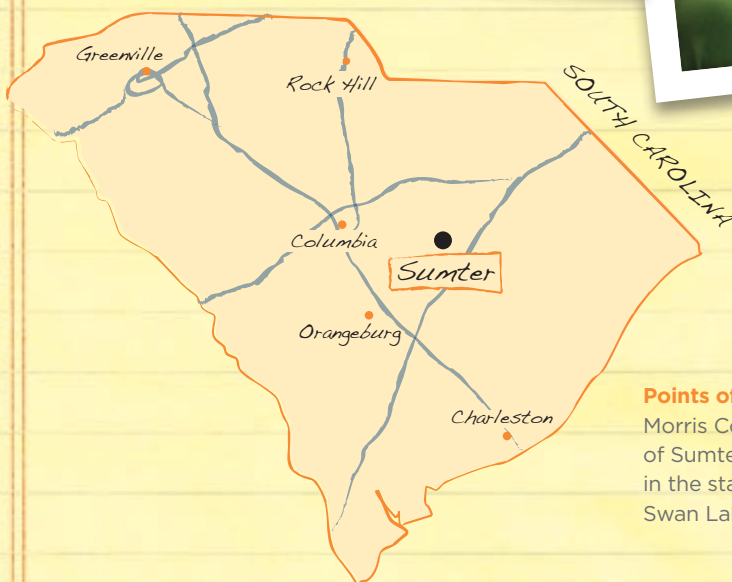 Greenville
Rock Hill
SOUTH CAROLINA
Columbia
Sumter
Orangeburg
Charleston
Points of
Morris Co
of Sumte
in the sta
Swan La